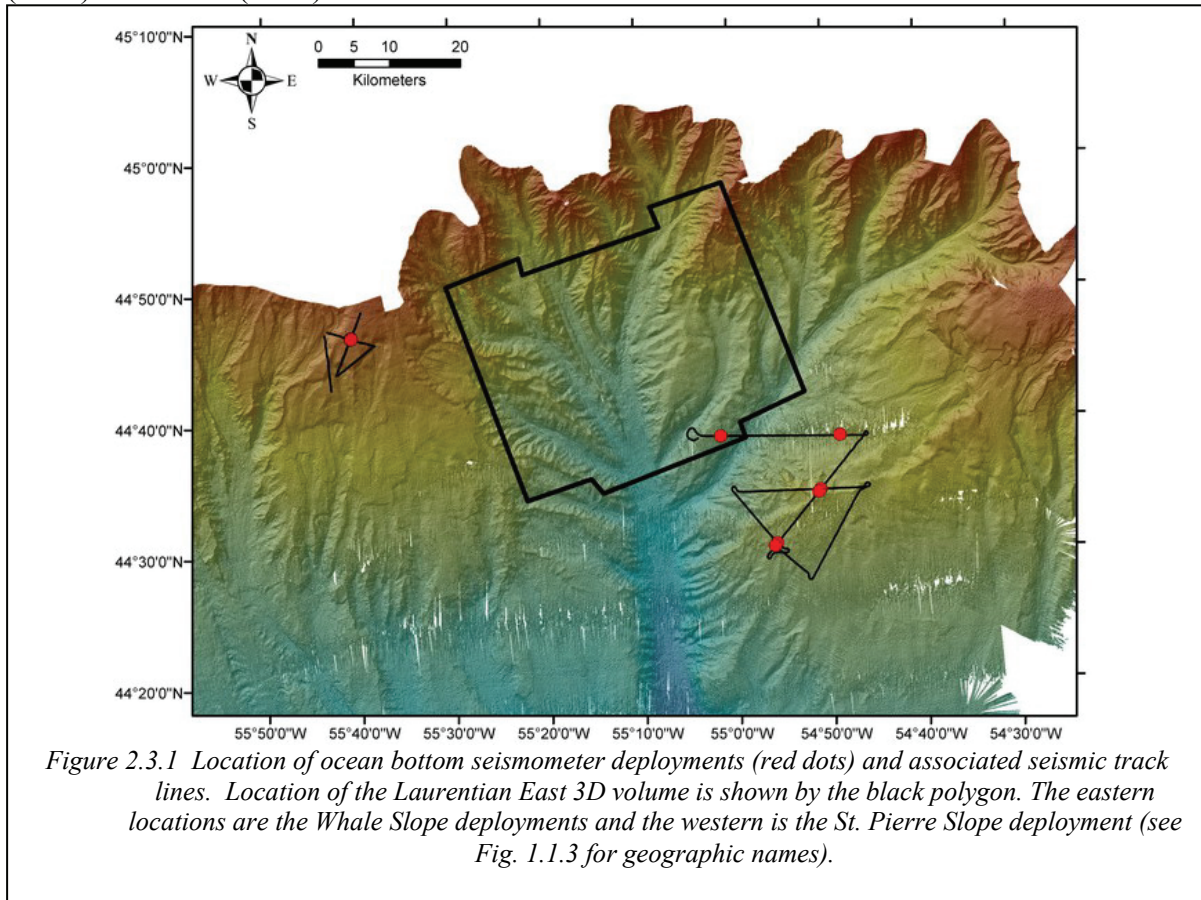 45°10'0"N
N
W
E
S
0 5 10 20
Kilometers
45°0'0"N
44°50'0"N
44°40'0"N
44°30'0"N
44°20'0"N
55°50'0"W 55°40'0"W 55°30'0"W 55°20'0"W 55°10'0"W 55°0'0"W 54°50'0"W 54°40'0"W 54°30'0"W
Figure 2.3.1 Location of ocean bottom seismometer deployments (red dots) and associated seismic track
lines. Location of the Laurentian East 3D volume is shown by the black polygon. The eastern
locations are the Whale Slope deployments and the western is the St. Pierre Slope deployment (see
Fig. 1.1.3 for geographic names).